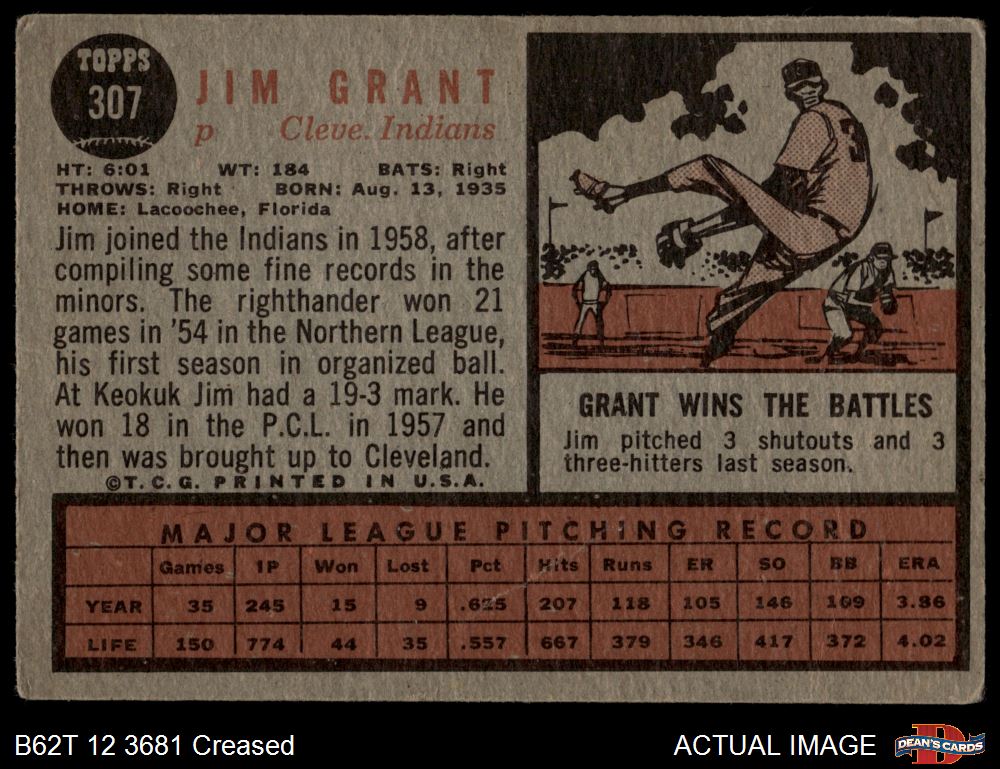 TOPPS
307
JIM GRANT
p Cleve. Indians
HT: 6:01 WT: 184 BATS: Right
THROWS: Right BORN: Aug. 13, 1935
HOME: Lacoochee, Florida
Jim joined the Indians in 1958, after
compiling some fine records in the
minors. The righthander won 21
games in '54 in the Northern League,
his first season in organized ball.
At Keokuk Jim had a 19-3 mark. He
won 18 in the P.C.L. in 1957 and
then was brought up to Cleveland.
©T.C.G. PRINTED IN U.S.A.
3
GRANT WINS THE BATTLES
Jim pitched 3 shutouts and 3
three-hitters last season.
MAJOR LEAGUE PITCHING RECORD
Games IP Won Lost Pct Hits Runs ER SO BB ERA
YEAR 35 245 15 9 .625 207 118 105 146 109 3.86
LIFE 150 774 44 35 .557 667 379 346 417 372 4.02
B62T 12 3681 Creased
ACTUAL IMAGE
D
DEAN'S CARDS